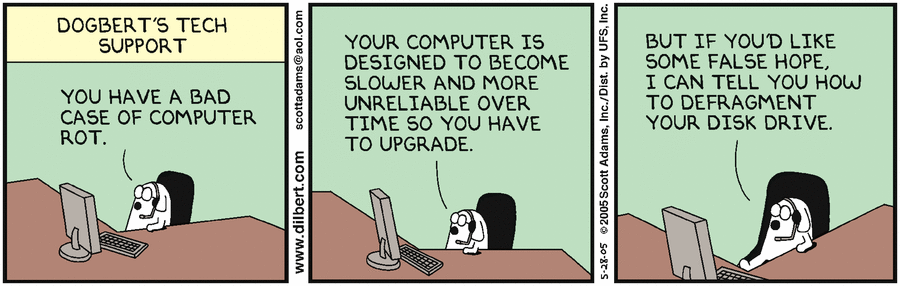 DOGBERT'S TECH
SUPPORT
YOU HAVE A BAD
CASE OF COMPUTER
ROT.
www.dilbert.com
scottadams@aol.com
YOUR COMPUTER IS
DESIGNED TO BECOME
SLOWER AND MORE
UNRELIABLE OVER
TIME SO YOU HAVE
TO UPGRADE.
5-28-05 © 2005 Scott Adams, Inc./Dist. by UFS, Inc.
BUT IF YOU'D LIKE
SOME FALSE HOPE,
I CAN TELL YOU HOW
TO DEFRAGMENT
YOUR DISK DRIVE.